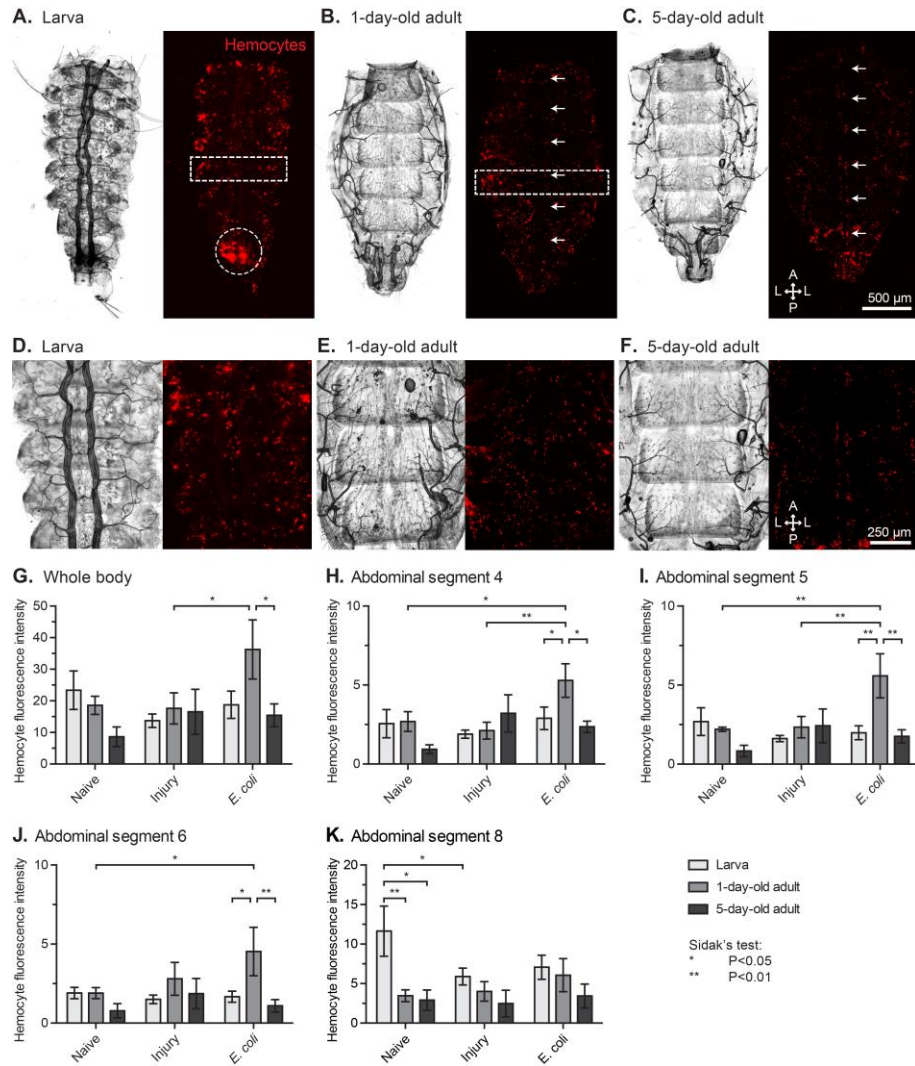 A. Larva
B. 1-day-old adult
C. 5-day-old adult
Hemocytes
A
L L
P
500 µm
D. Larva
E. 1-day-old adult
F. 5-day-old adult
A
L L
P
250 µm
G. Whole body
Hemocyte fluorescence intensity
50
40
30
20
10
0
* *
Naive
Injury
E. coli
H. Abdominal segment 4
Hemocyte fluorescence intensity
10
5
0
*
**
* *
Naive
Injury
E. coli
I. Abdominal segment 5
Hemocyte fluorescence intensity
10
5
0
**
**
** **
Naive
Injury
E. coli
J. Abdominal segment 6
Hemocyte fluorescence intensity
10
5
0
*
* **
Naive
Injury
E. coli
K. Abdominal segment 8
Hemocyte fluorescence intensity
20
15
10
5
0
*
*
**
Naive
Injury
E. coli
Larva
1-day-old adult
5-day-old adult
Sidak's test:
* P<0.05
** P<0.01